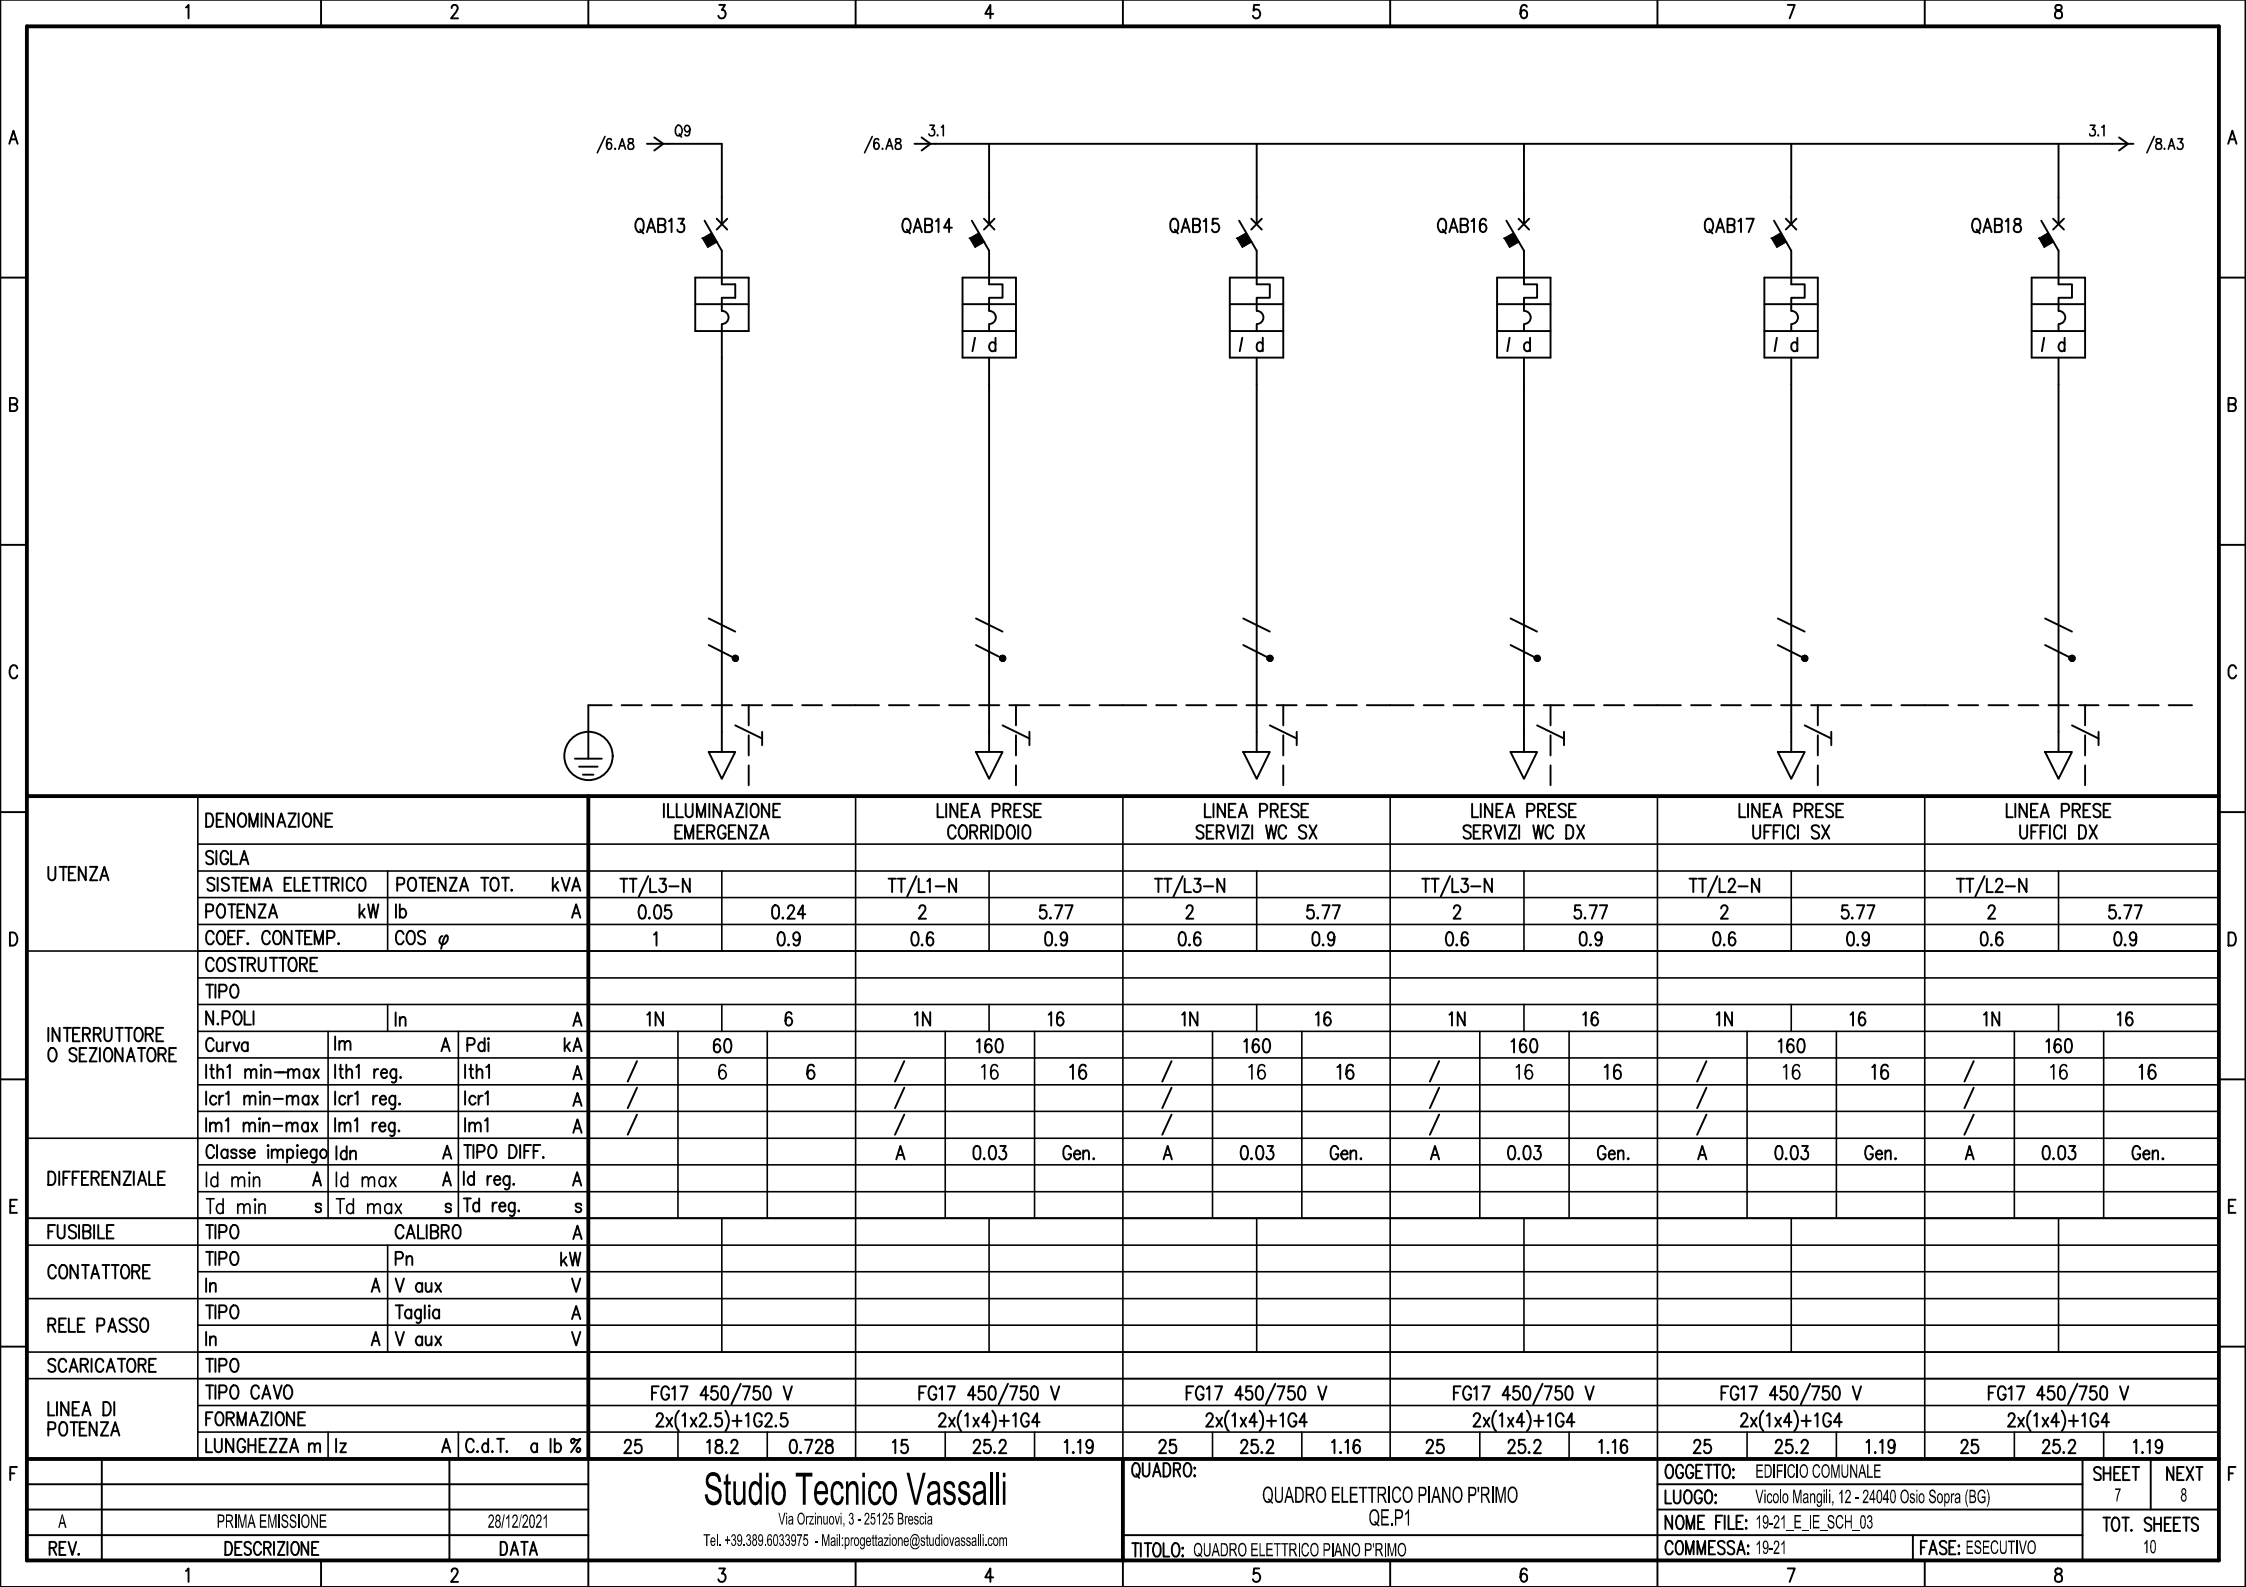 1 2 3 4 5 6 7 8
A A
B B
C C
D D
E E
F F
/6.A8 Q9
/6.A8 3.1 3.1 /8.A3
QAB13 QAB14 QAB15 QAB16 QAB17 QAB18
I d I d I d I d I d
UTENZA
DENOMINAZIONE
ILLUMINAZIONE
EMERGENZA
LINEA PRESE
CORRIDOIO
LINEA PRESE
SERVIZI WC SX
LINEA PRESE
SERVIZI WC DX
LINEA PRESE
UFFICI SX
LINEA PRESE
UFFICI DX
SIGLA
SISTEMA ELETTRICO POTENZA TOT. kVA TT/L3-N TT/L1-N TT/L3-N TT/L3-N TT/L2-N TT/L2-N
POTENZA kW Ib A 0.05 0.24 2 5.77 2 5.77 2 5.77 2 5.77 2 5.77
COEF. CONTEMP. COS φ 1 0.9 0.6 0.9 0.6 0.9 0.6 0.9 0.6 0.9 0.6 0.9
INTERRUTTORE
O SEZIONATORE
COSTRUTTORE
TIPO
N.POLI In A 1N 6 1N 16 1N 16 1N 16 1N 16 1N 16
Curva Im A Pdi kA 60 160 160 160 160 160
Ith1 min-max Ith1 reg. Ith1 A / 6 6 / 16 16 / 16 16 / 16 16 / 16 16 / 16 16
Icr1 min-max Icr1 reg. Icr1 A / / / / / /
Im1 min-max Im1 reg. Im1 A / / / / / /
DIFFERENZIALE
Classe impiego Idn A TIPO DIFF. A 0.03 Gen. A 0.03 Gen. A 0.03 Gen. A 0.03 Gen. A 0.03 Gen.
Id min A Id max A Id reg. A
Td min s Td max s Td reg. s
FUSIBILE TIPO CALIBRO A
CONTATTORE
TIPO Pn kW
In A V aux V
RELE PASSO
TIPO Taglia A
In A V aux V
SCARICATORE TIPO
LINEA DI
POTENZA
TIPO CAVO FG17 450/750 V FG17 450/750 V FG17 450/750 V FG17 450/750 V FG17 450/750 V FG17 450/750 V
FORMAZIONE 2x(1x2.5)+1G2.5 2x(1x4)+1G4 2x(1x4)+1G4 2x(1x4)+1G4 2x(1x4)+1G4 2x(1x4)+1G4
LUNGHEZZA m Iz A C.d.T. a Ib % 25 18.2 0.728 15 25.2 1.19 25 25.2 1.16 25 25.2 1.16 25 25.2 1.19 25 25.2 1.19
A PRIMA EMISSIONE 28/12/2021
REV. DESCRIZIONE DATA
Studio Tecnico Vassalli
Via Orzinuovi, 3 - 25125 Brescia
Tel. +39.389.6033975 - Mail:progettazione@studiovassalli.com
QUADRO:
QUADRO ELETTRICO PIANO P'RIMO
QE.P1
TITOLO: QUADRO ELETTRICO PIANO P'RIMO
OGGETTO: EDIFICIO COMUNALE
LUOGO: Vicolo Mangili, 12 - 24040 Osio Sopra (BG)
NOME FILE: 19-21_E_IE_SCH_03
COMMESSA: 19-21 FASE: ESECUTIVO
SHEET NEXT
7 8
TOT. SHEETS
10
1 2 3 4 5 6 7 8